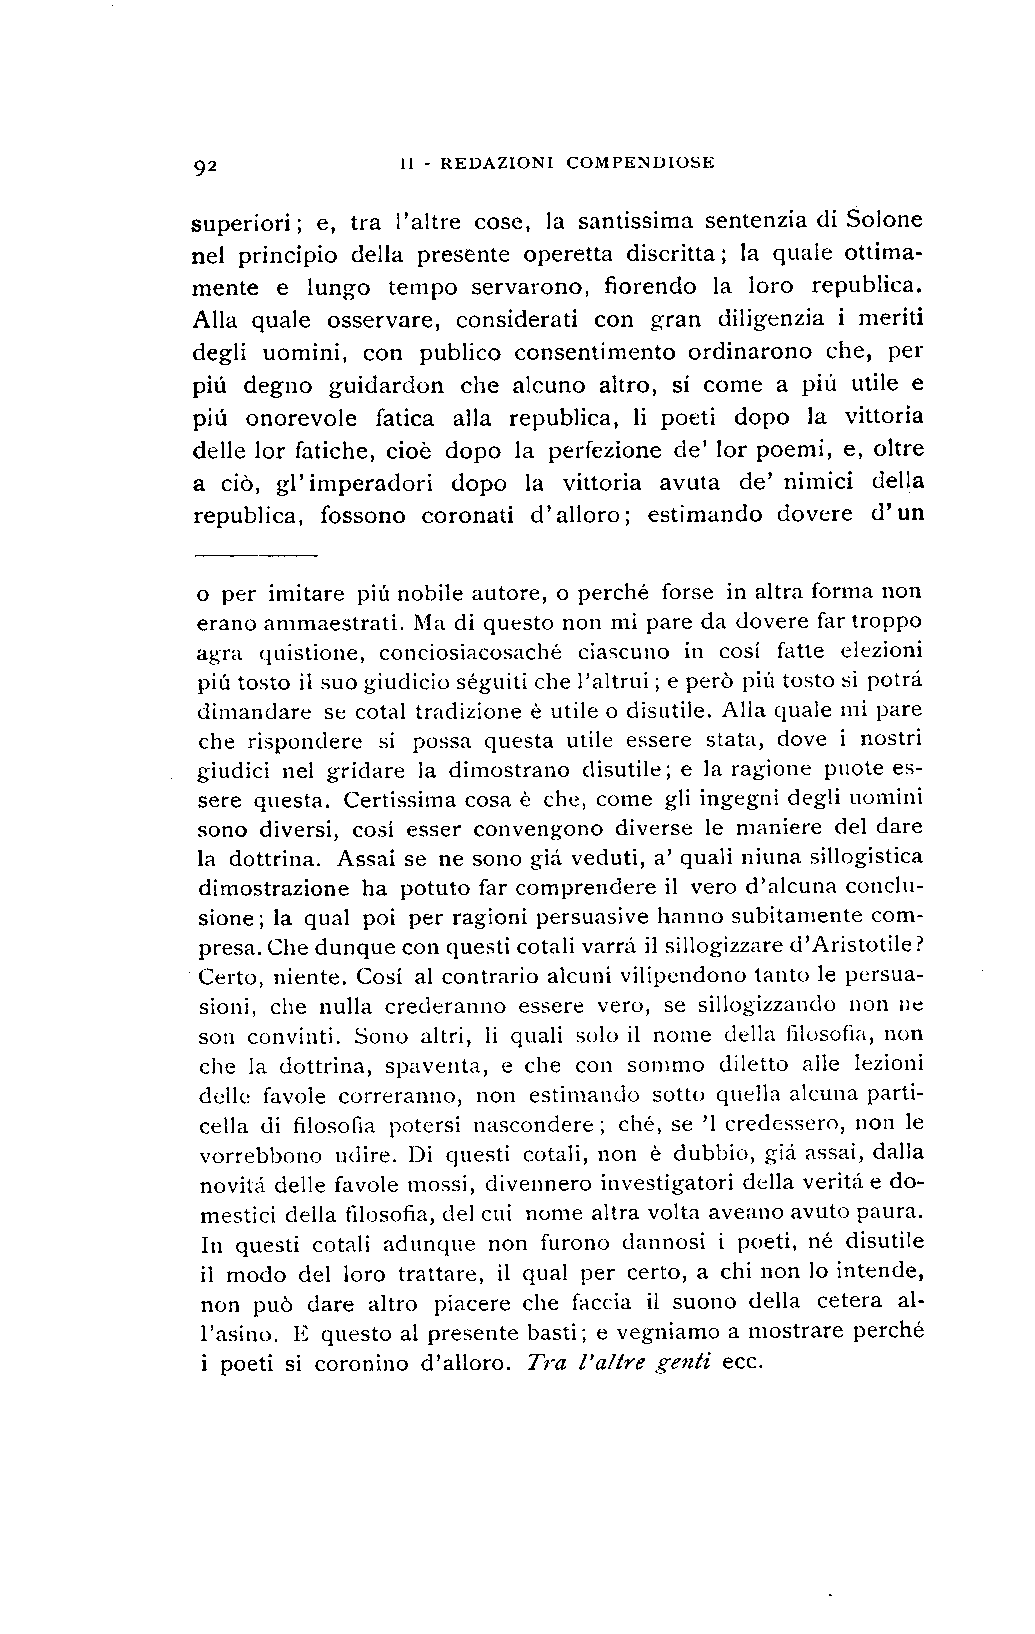 92 II - REDAZIONI COMPENDIOSE
superiori; e, tra l'altre cose, la santissima sentenzia di Solone
nel principio della presente operetta discritta; la quale ottima-
mente e lungo tempo servarono, fiorendo la loro republica.
Alla quale osservare, considerati con gran diligenzia i meriti
degli uomini, con publico consentimento ordinarono che, per
piú degno guidardon che alcuno altro, sí come a piú utile e
piú onorevole fatica alla republica, li poeti dopo la vittoria
delle lor fatiche, cioè dopo la perfezione de' lor poemi, e, oltre
a ciò, gl'imperadori dopo la vittoria avuta de' nimici della
republica, fossono coronati d'alloro; estimando dovere d'un
o per imitare piú nobile autore, o perché forse in altra forma non
erano ammaestrati. Ma di questo non mi pare da dovere far troppo
agra quistione, conciosiacosaché ciascuno in cosí fatte elezioni
piú tosto il suo giudicio séguiti che l'altrui; e però piú tosto si potrá
dimandare se cotal tradizione è utile o disutile. Alla quale mi pare
che rispondere si possa questa utile essere stata, dove i nostri
giudici nel gridare la dimostrano disutile; e la ragione puote es-
sere questa. Certissima cosa è che, come gli ingegni degli uomini
sono diversi, cosí esser convengono diverse le maniere del dare
la dottrina. Assai se ne sono giá veduti, a' quali niuna sillogistica
dimostrazione ha potuto far comprendere il vero d'alcuna conclu-
sione; la qual poi per ragioni persuasive hanno subitamente com-
presa. Che dunque con questi cotali varrá il sillogizzare d'Aristotile?
Certo, niente. Cosí al contrario alcuni vilipendono tanto le persua-
sioni, che nulla crederanno essere vero, se sillogizzando non ne
son convinti. Sono altri, li quali solo il nome della filosofia, non
che la dottrina, spaventa, e che con sommo diletto alle lezioni
delle favole correranno, non estimando sotto quella alcuna parti-
cella di filosofia potersi nascondere; ché, se 'l credessero, non le
vorrebbono udire. Di questi cotali, non è dubbio, giá assai, dalla
novitá delle favole mossi, divennero investigatori della veritá e do-
mestici della filosofia, del cui nome altra volta aveano avuto paura.
In questi cotali adunque non furono dannosi i poeti, né disutile
il modo del loro trattare, il qual per certo, a chi non lo intende,
non può dare altro piacere che faccia il suono della cetera al-
l'asino. E questo al presente basti; e vegniamo a mostrare perché
i poeti si coronino d'alloro. Tra l'altre genti ecc.